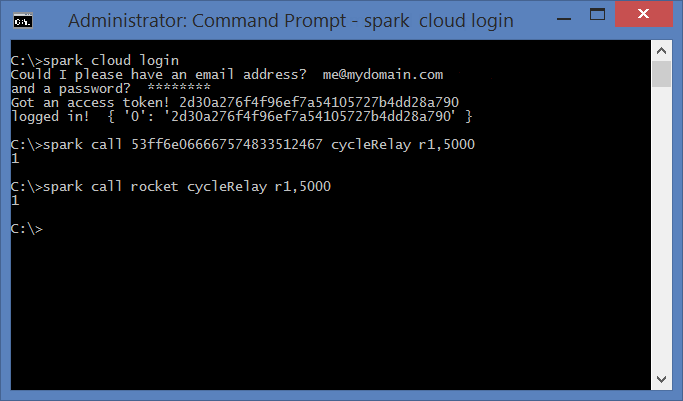 Administrator: Command Prompt - spark  cloud login
C:\>spark cloud login
Could I please have an email address?  me@mydomain.com
and a password?  ********
Got an access token! 2d30a276f4f96ef7a54105727b4dd28a790
logged in!  { '0': '2d30a276f4f96ef7a54105727b4dd28a790' }
C:\>spark call 53ff6e066667574833512467 cycleRelay r1,5000
1
C:\>spark call rocket cycleRelay r1,5000
1
C:\>